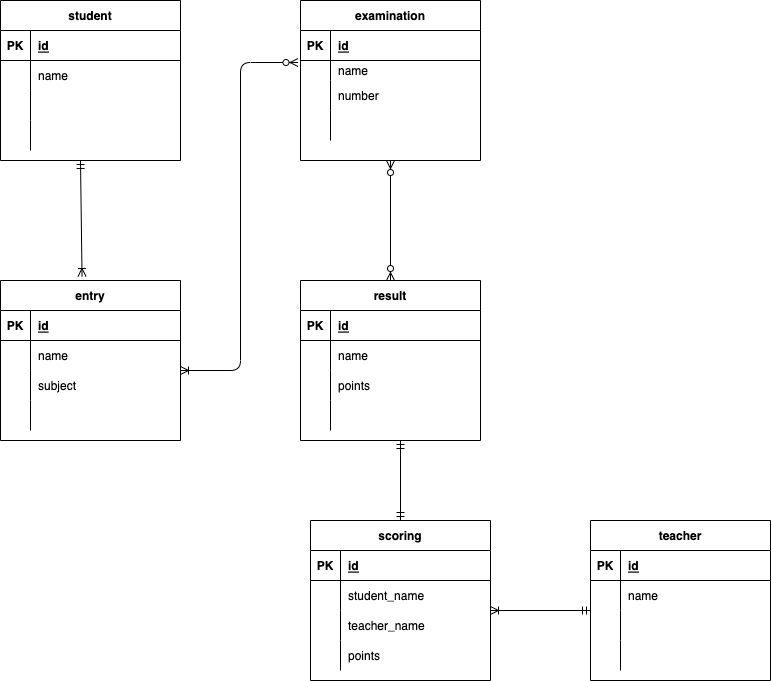 student
PK id
name
examination
PK id
name
number
entry
PK id
name
subject
result
PK id
name
points
scoring
PK id
student_name
teacher_name
points
teacher
PK id
name